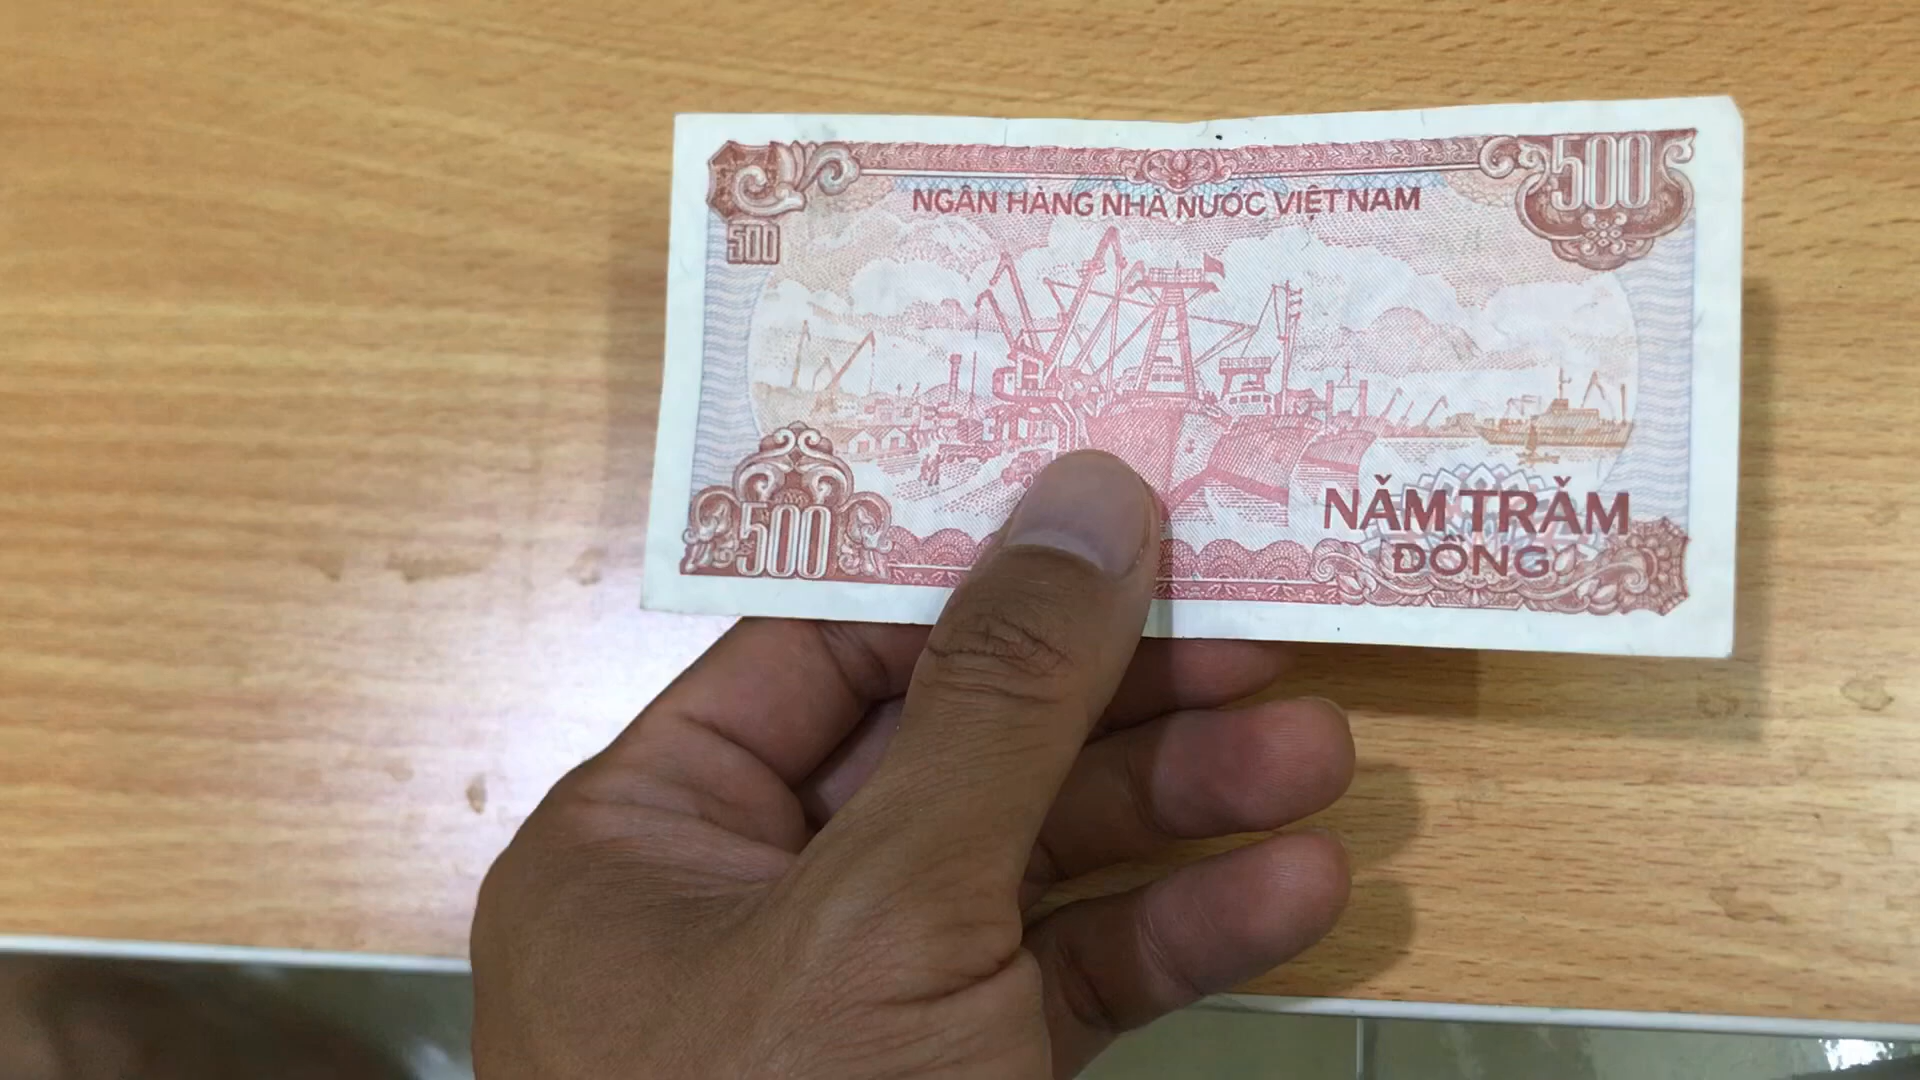 500
NGÂN HÀNG NHÀ NƯỚC VIỆT NAM
500
500
NĂM TRĂM
ĐỒNG